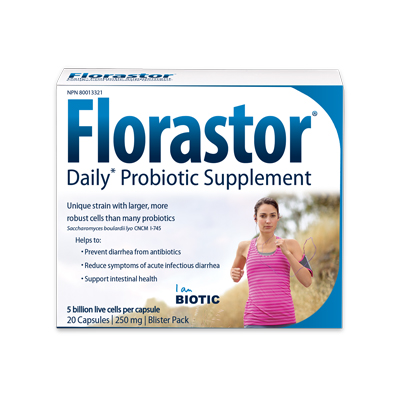 Florastor
NPN 80013321
Florastor®
Daily* Probiotic Supplement
Unique strain with larger, more
robust cells than many probiotics
Saccharomyces boulardii lyo CNCM I-745
Helps to:
• Prevent diarrhea from antibiotics
• Reduce symptoms of acute infectious diarrhea
• Support intestinal health
I am
BIOTIC
5 billion live cells per capsule
20 Capsules | 250 mg | Blister Pack